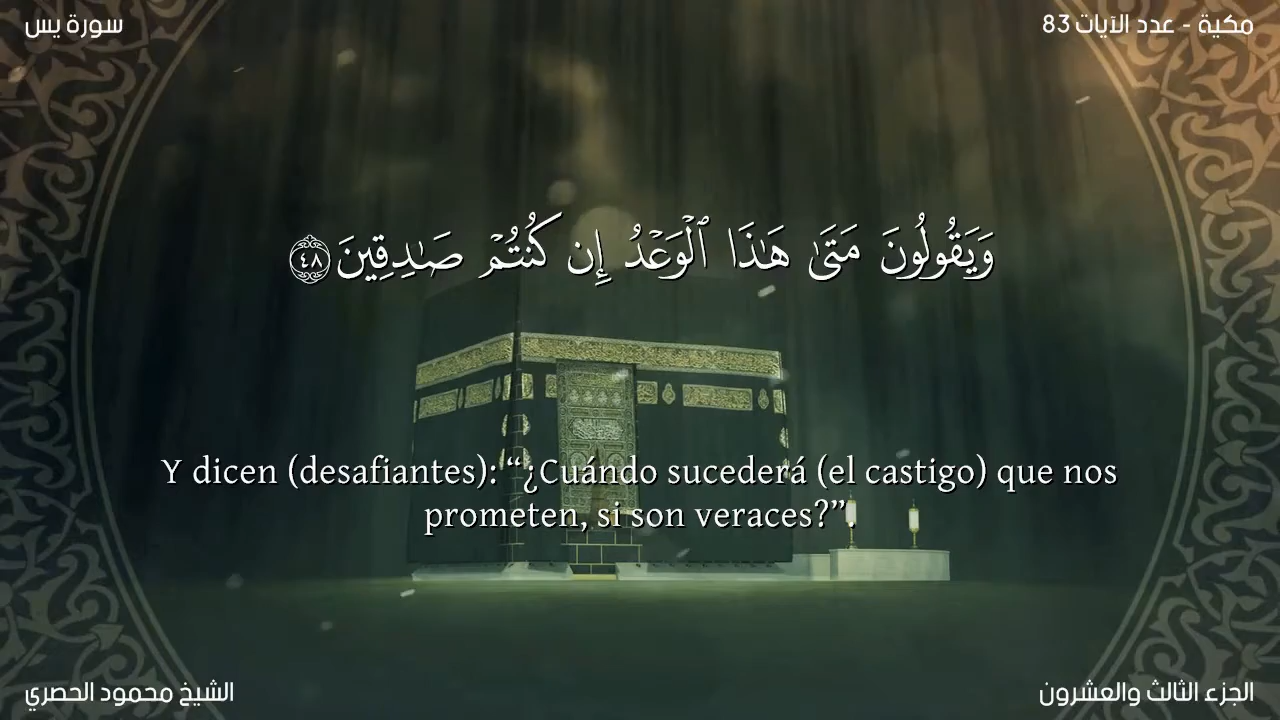 سورة يس
مكية - عدد الآيات 83
وَيَقُولُونَ مَتَىٰ هَٰذَا ٱلْوَعْدُ إِن كُنتُمْ صَٰدِقِينَ ٤٨
Y dicen (desafiantes): “¿Cuándo sucederá (el castigo) que nos
prometen, si son veraces?”.
الشيخ محمود الحصري
الجزء الثالث والعشرون